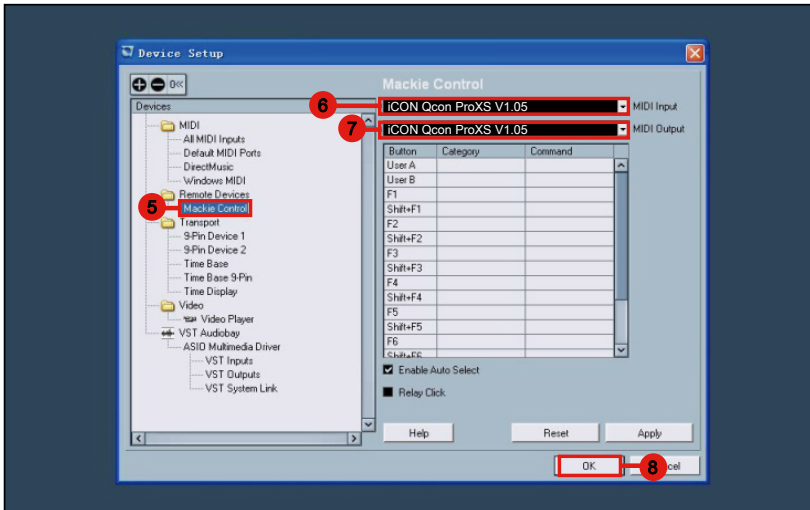 Device Setup
Devices
MIDI
All MIDI Inputs
Default MIDI Ports
DirectMusic
Windows MIDI
Remote Devices
5
Mackie Control
Transport
9-Pin Device 1
9-Pin Device 2
Time Base
Time Base 9-Pin
Time Display
Video
Video Player
VST Audiobay
ASIO Multimedia Driver
VST Inputs
VST Outputs
VST System Link
Mackie Control
6 iCON Qcon ProXS V1.05 MIDI Input
7 iCON Qcon ProXS V1.05 MIDI Output
Button Category Command
User A
User B
F1
Shift+F1
F2
Shift+F2
F3
Shift+F3
F4
Shift+F4
F5
Shift+F5
F6
Shift+F6
Enable Auto Select
Relay Click
Help Reset Apply
OK 8 cel